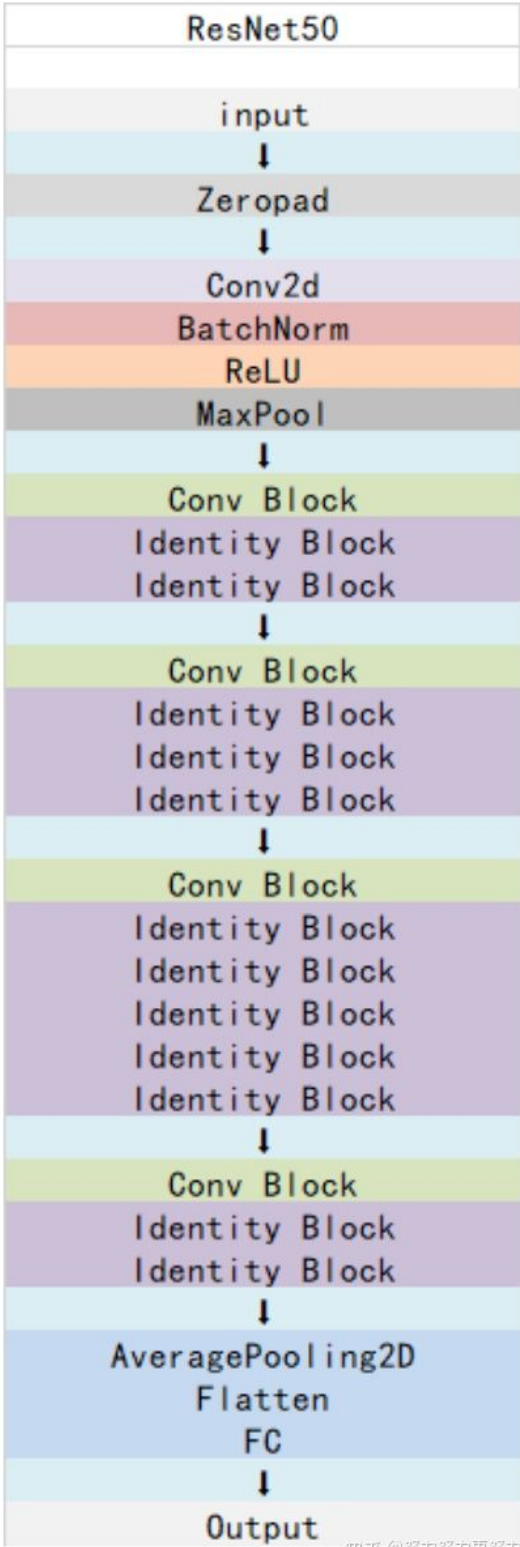 ResNet50
input
⬇
Zeropad
⬇
Conv2d
BatchNorm
ReLU
MaxPool
⬇
Conv Block
Identity Block
Identity Block
⬇
Conv Block
Identity Block
Identity Block
Identity Block
⬇
Conv Block
Identity Block
Identity Block
Identity Block
Identity Block
Identity Block
⬇
Conv Block
Identity Block
Identity Block
⬇
AveragePooling2D
Flatten
FC
⬇
Output